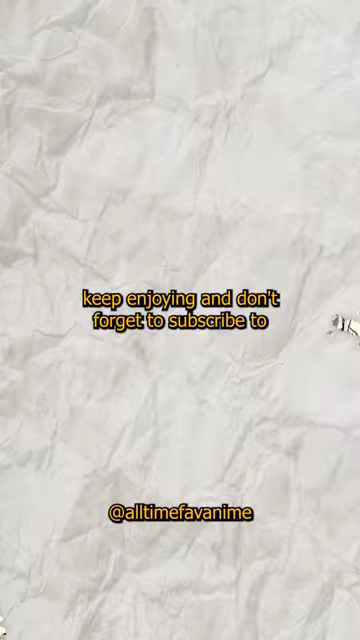 keep enjoying and don't
forget to subscribe to
@alltimefavanime